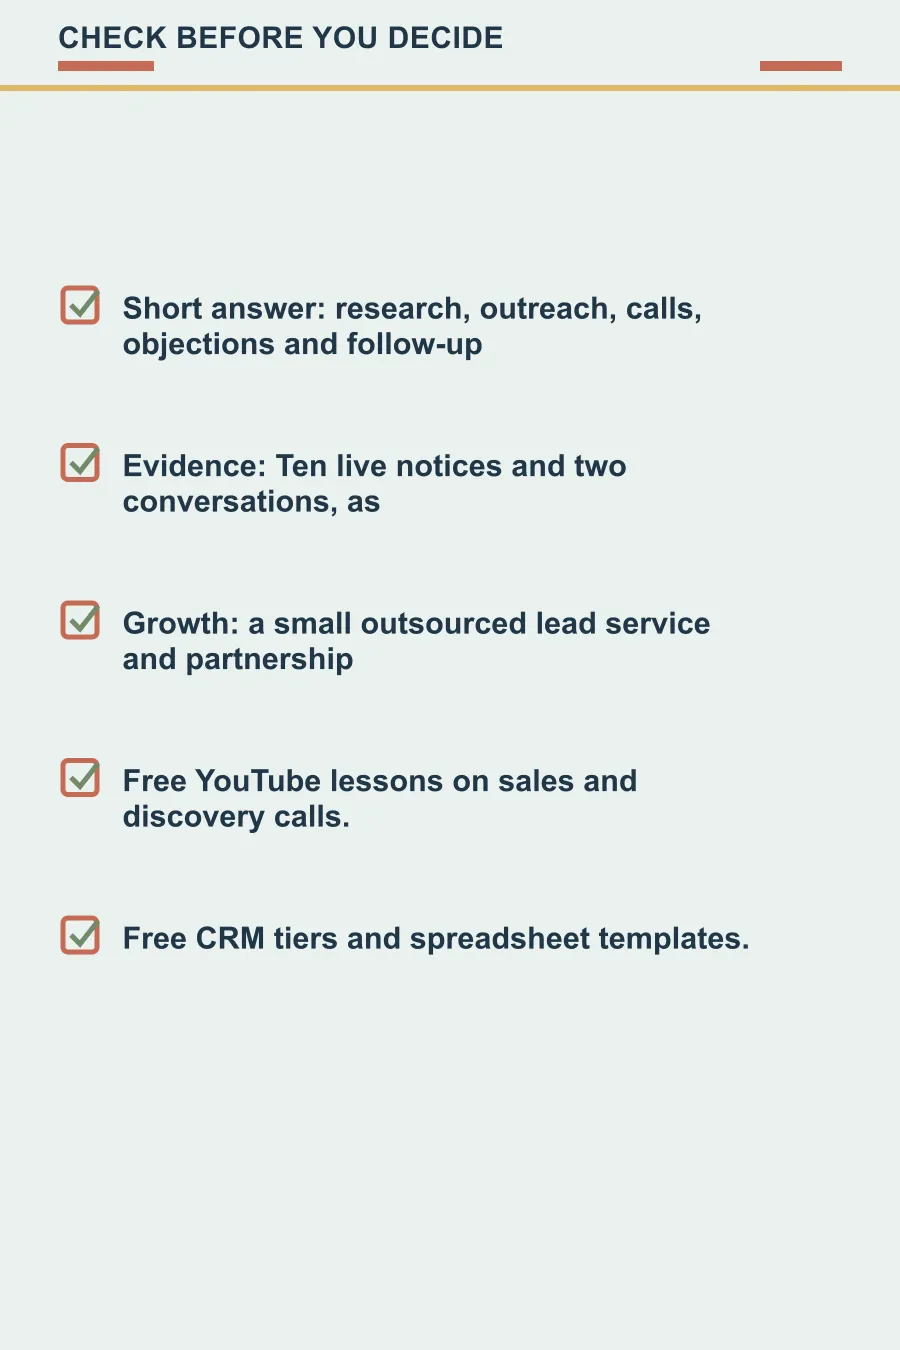 CHECK BEFORE YOU DECIDE
Short answer: research, outreach, calls,
objections and follow-up
Evidence: Ten live notices and two
conversations, as
Growth: a small outsourced lead service
and partnership
Free YouTube lessons on sales and
discovery calls.
Free CRM tiers and spreadsheet templates.